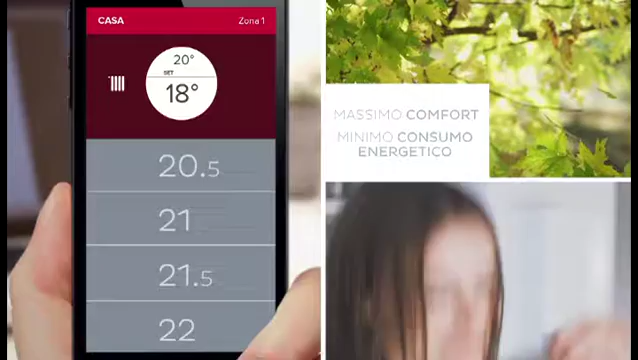 CASA Zona 1
20°
SET
18°
20.5
21
21.5
22
MASSIMO COMFORT
MINIMO CONSUMO
ENERGETICO